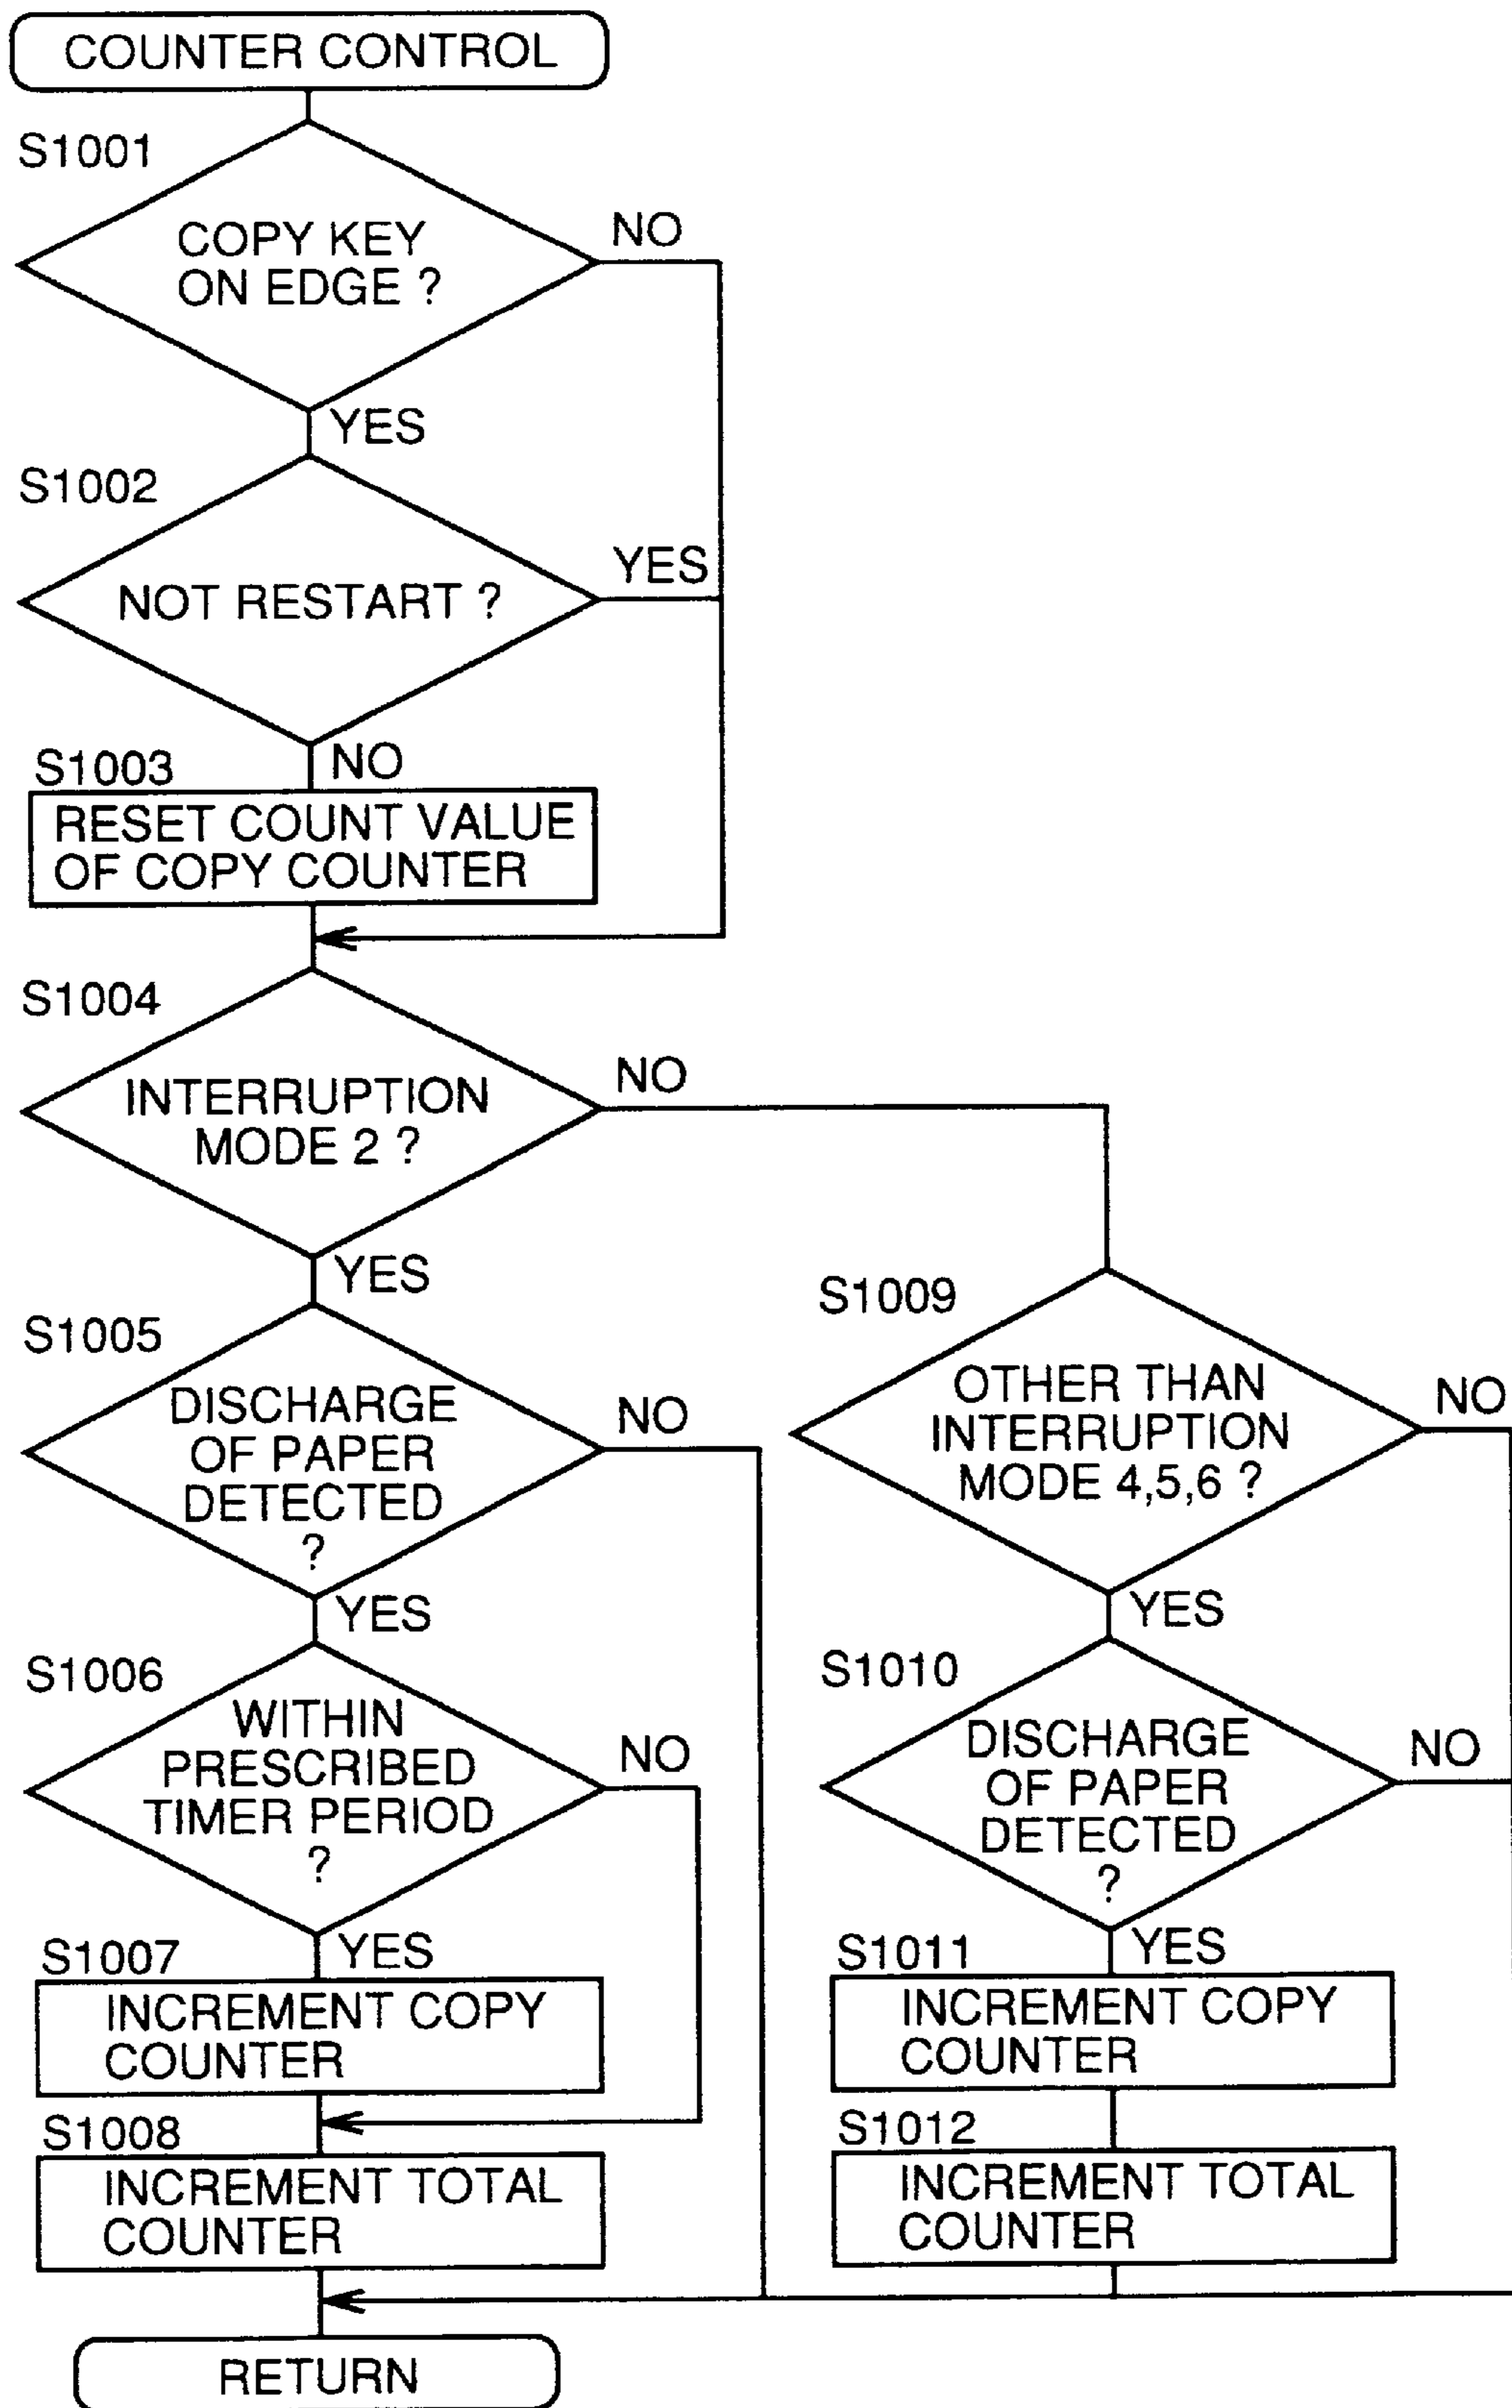 COUNTER CONTROL
S1001
COPY KEY
ON EDGE ?
NO
YES
S1002
NOT RESTART ?
YES
NO
S1003
RESET COUNT VALUE
OF COPY COUNTER
S1004
INTERRUPTION
MODE 2 ?
NO
YES
S1005
DISCHARGE
OF PAPER
DETECTED
?
NO
YES
S1006
WITHIN
PRESCRIBED
TIMER PERIOD
?
NO
YES
S1007
INCREMENT COPY
COUNTER
S1008
INCREMENT TOTAL
COUNTER
S1009
OTHER THAN
INTERRUPTION
MODE 4,5,6 ?
NO
YES
S1010
DISCHARGE
OF PAPER
DETECTED
?
NO
YES
S1011
INCREMENT COPY
COUNTER
S1012
INCREMENT TOTAL
COUNTER
RETURN